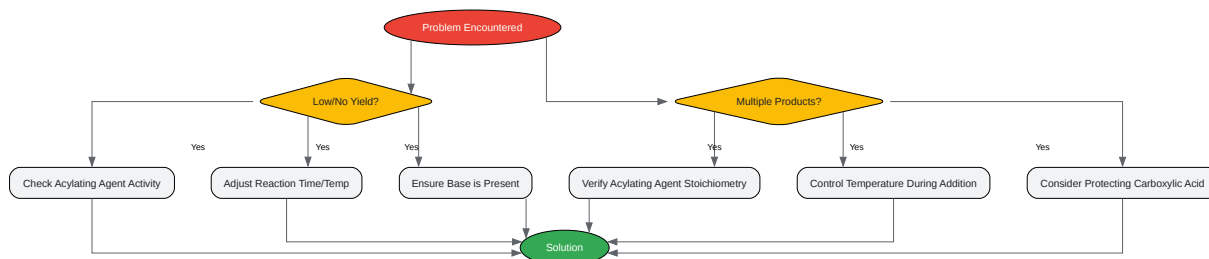 Problem Encountered
Low/No Yield?
Multiple Products?
Yes
Yes
Yes
Yes
Yes
Yes
Check Acylating Agent Activity
Adjust Reaction Time/Temp
Ensure Base is Present
Verify Acylating Agent Stoichiometry
Control Temperature During Addition
Consider Protecting Carboxylic Acid
Solution